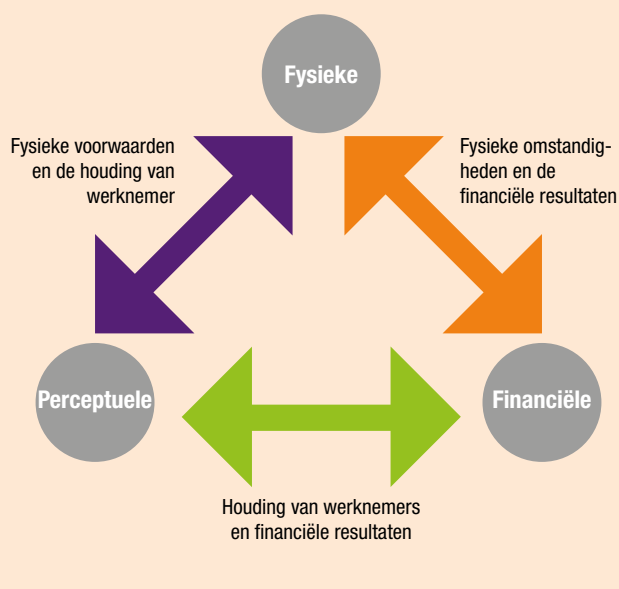 Fysieke
Fysieke voorwaarden
en de houding van
werknemer
Fysieke omstandig-
heden en de
financiële resultaten
Perceptuele
Financiële
Houding van werknemers
en financiële resultaten